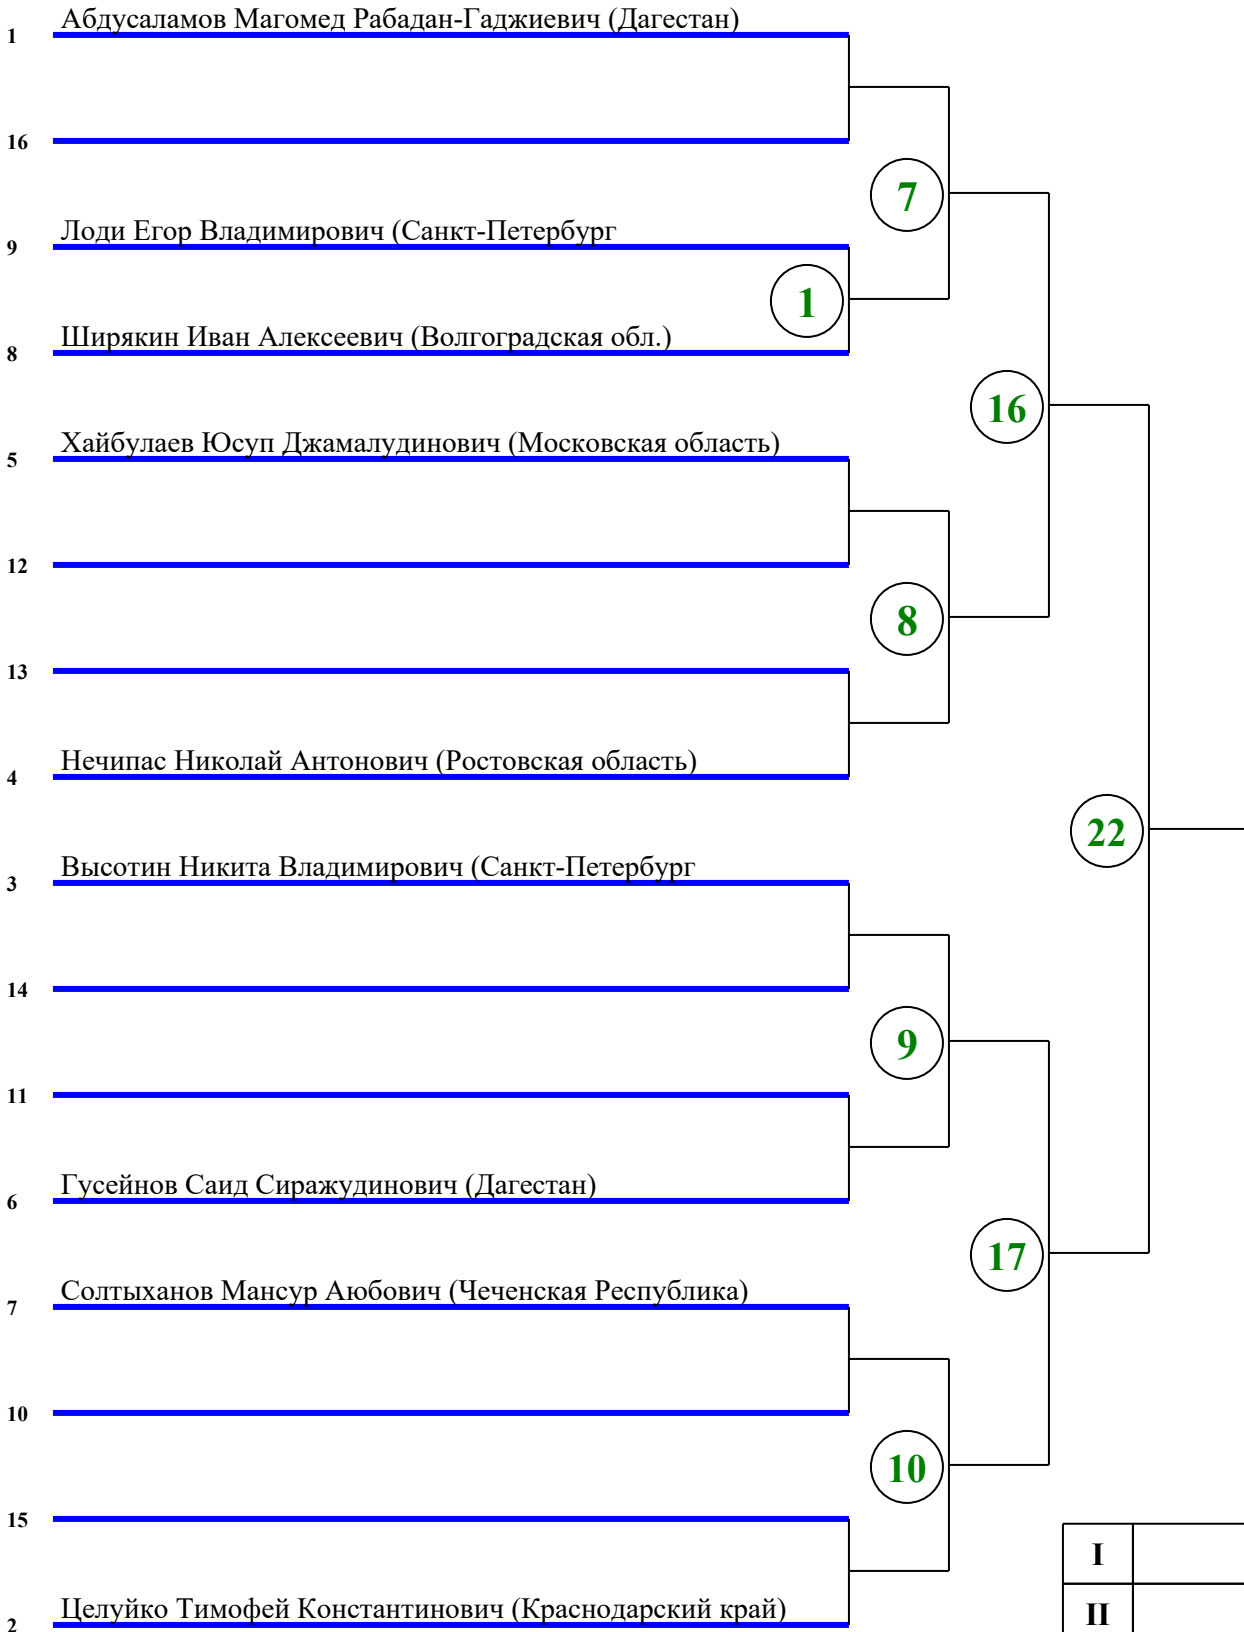 1 Абдусаламов Магомед Рабадан-Гаджиевич (Дагестан)
16
7
9 Лоди Егор Владимирович (Санкт-Петербург
1
8 Ширякин Иван Алексеевич (Волгоградская обл.)
16
5 Хайбулаев Юсуп Джамалудинович (Московская область)
12
8
13
4 Нечипас Николай Антонович (Ростовская область)
22
3 Высотин Никита Владимирович (Санкт-Петербург
14
9
11
6 Гусейнов Саид Сиражудинович (Дагестан)
17
7 Солтыханов Мансур Аюбович (Чеченская Республика)
10
10
15
I
2 Целуйко Тимофей Константинович (Краснодарский край)
II